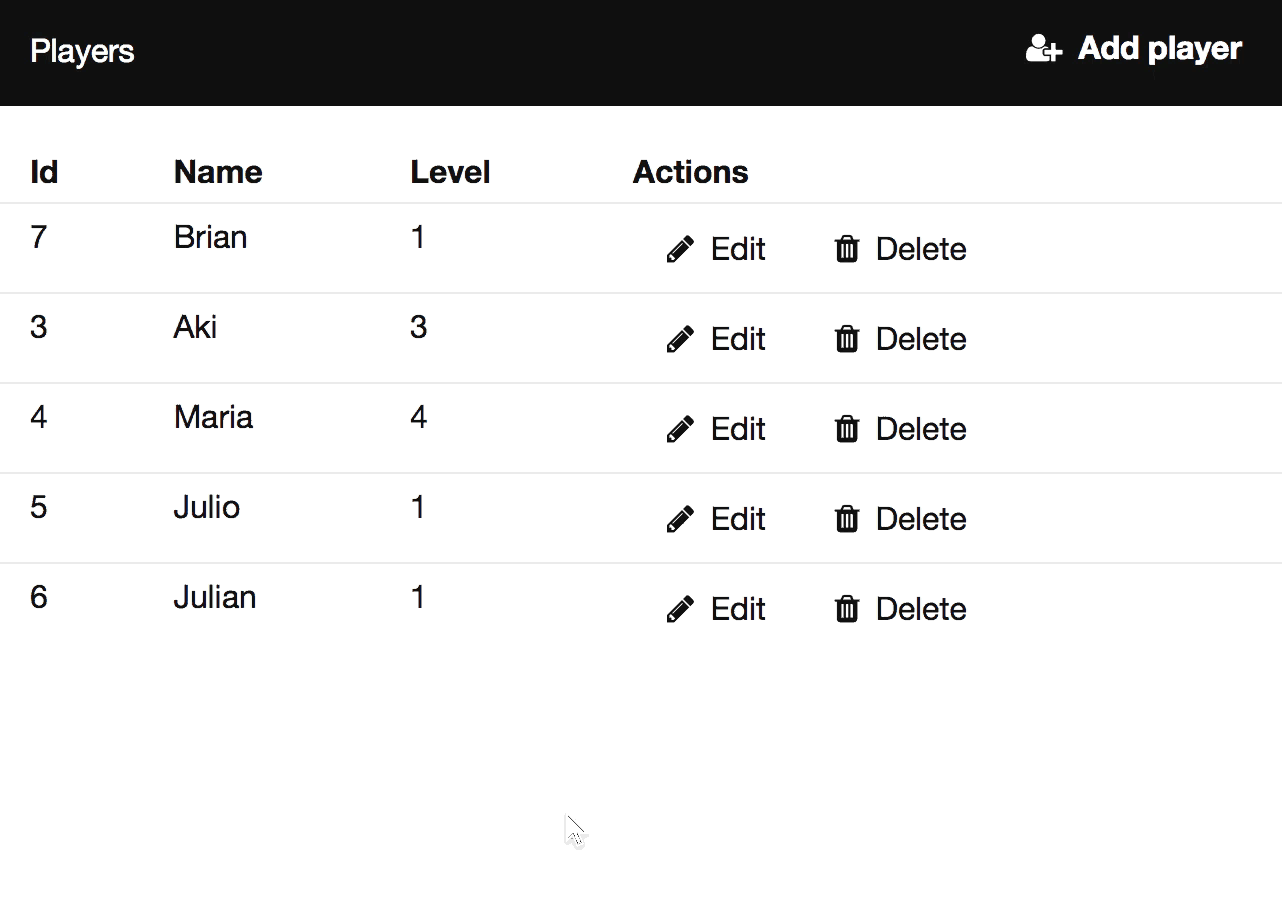 Players Add player
Id Name Level Actions
7 Brian 1 Edit Delete
3 Aki 3 Edit Delete
4 Maria 4 Edit Delete
5 Julio 1 Edit Delete
6 Julian 1 Edit Delete